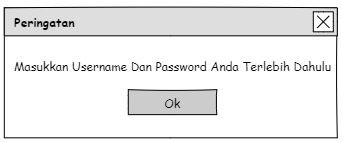 Peringatan
Masukkan Username Dan Password Anda Terlebih Dahulu
Ok